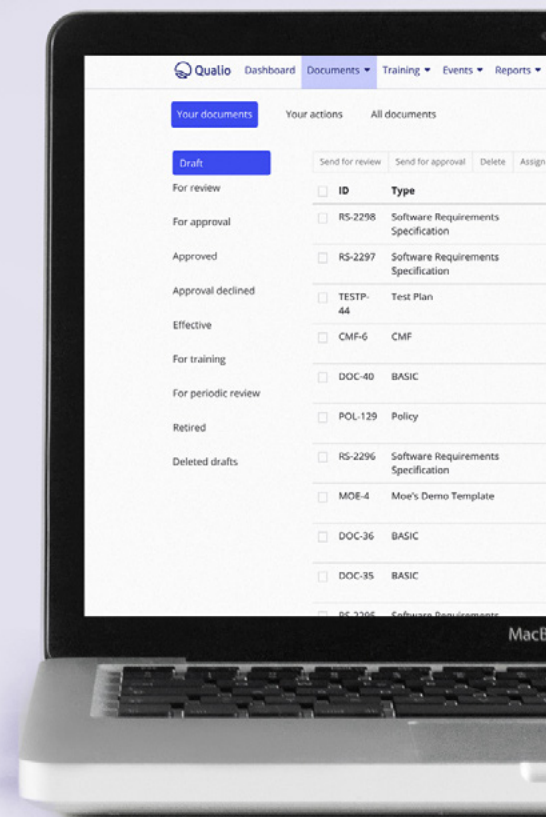 Qualio Dashboard Documents Training Events Reports
Your documents Your actions All documents
Draft
For review
For approval
Approved
Approval declined
Effective
For training
For periodic review
Retired
Deleted drafts
Send for review Send for approval Delete Assign
ID Type
RS-2298 Software Requirements
Specification
RS-2297 Software Requirements
Specification
TESTP- Test Plan
44
CMF-6 CMF
DOC-40 BASIC
POL-129 Policy
RS-2296 Software Requirements
Specification
MOE-4 Moe's Demo Template
DOC-36 BASIC
DOC-35 BASIC
RS-2295 Software Requirements
MacB